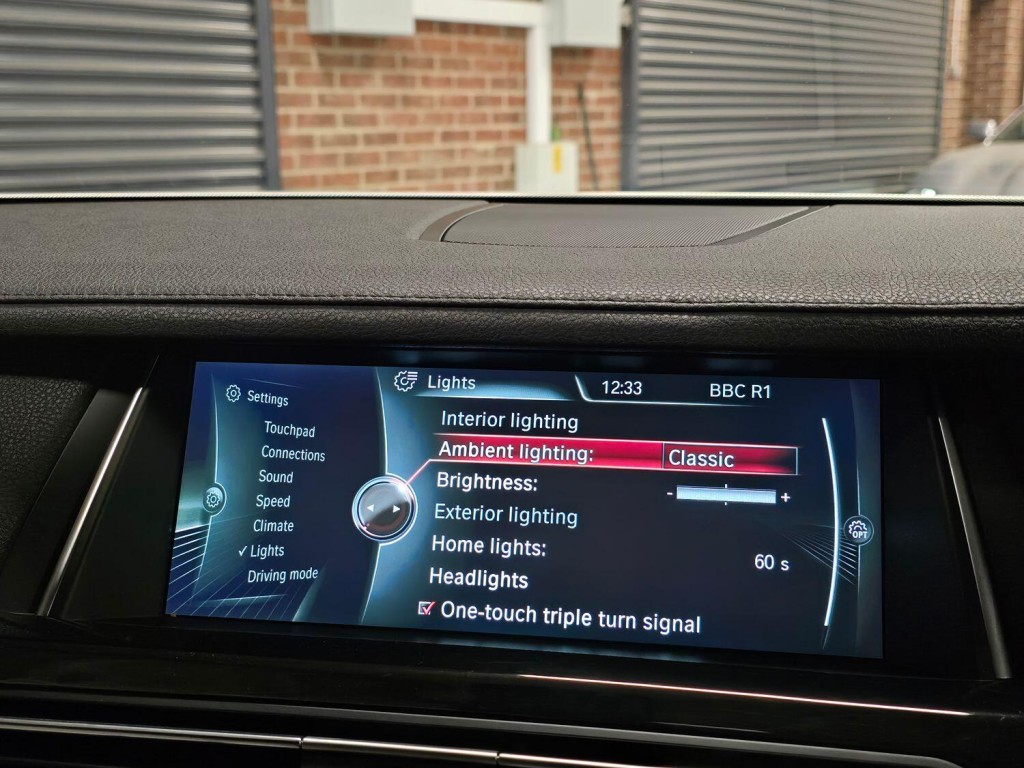 Lights 12:33 BBC R1
Settings
Touchpad
Connections
Sound
Speed
Climate
✓ Lights
Driving mode
Interior lighting
Ambient lighting: Classic
Brightness: - +
Exterior lighting
Home lights: 60 s
Headlights
☑ One-touch triple turn signal
OPT